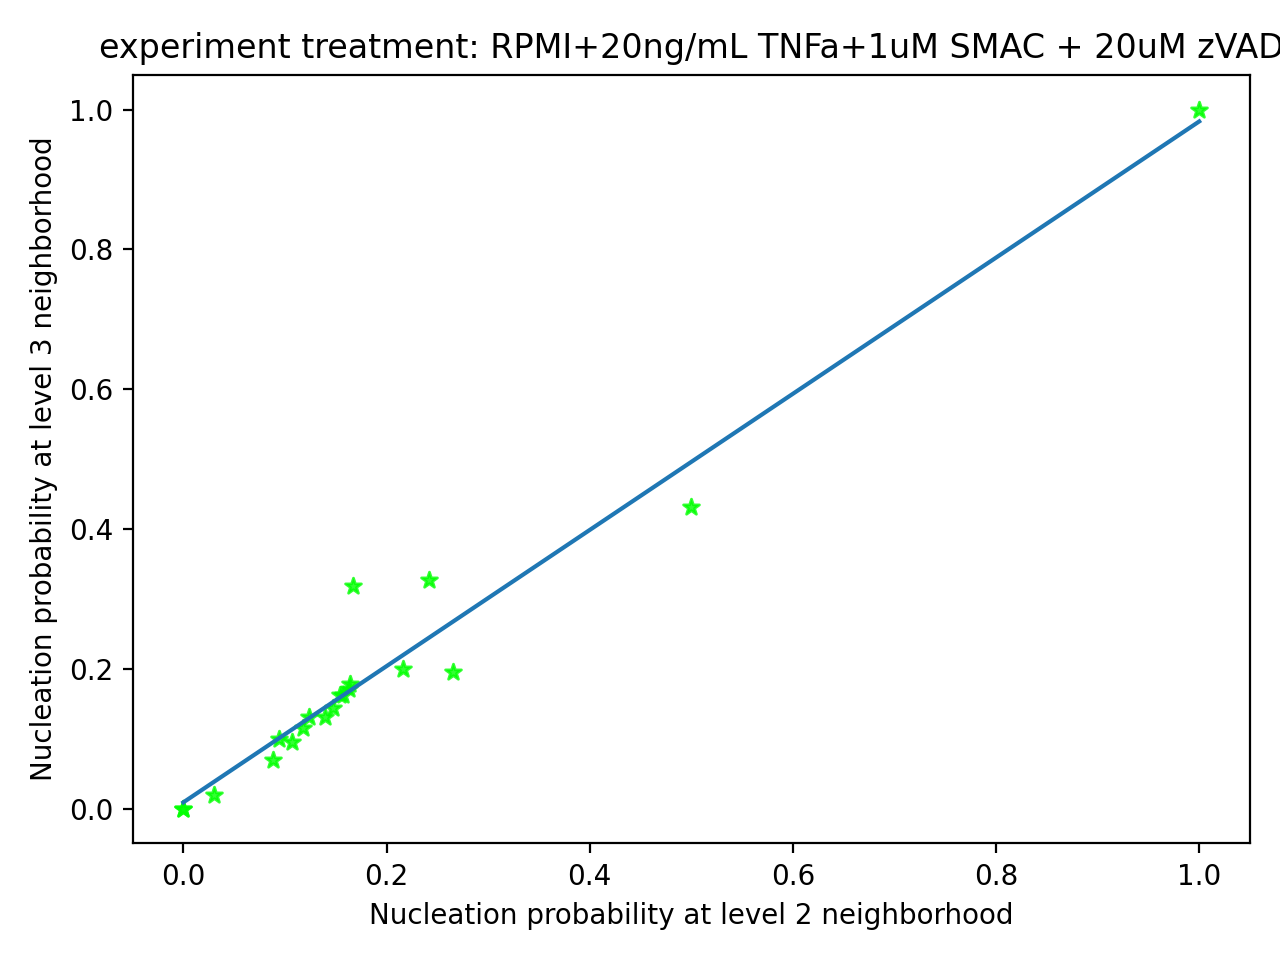 experiment treatment: RPMI+20ng/mL TNFa+1uM SMAC + 20uM zVAD
1.0
0.8
0.6
0.4
0.2
0.0
Nucleation probability at level 3 neighborhood
0.0 0.2 0.4 0.6 0.8 1.0
Nucleation probability at level 2 neighborhood